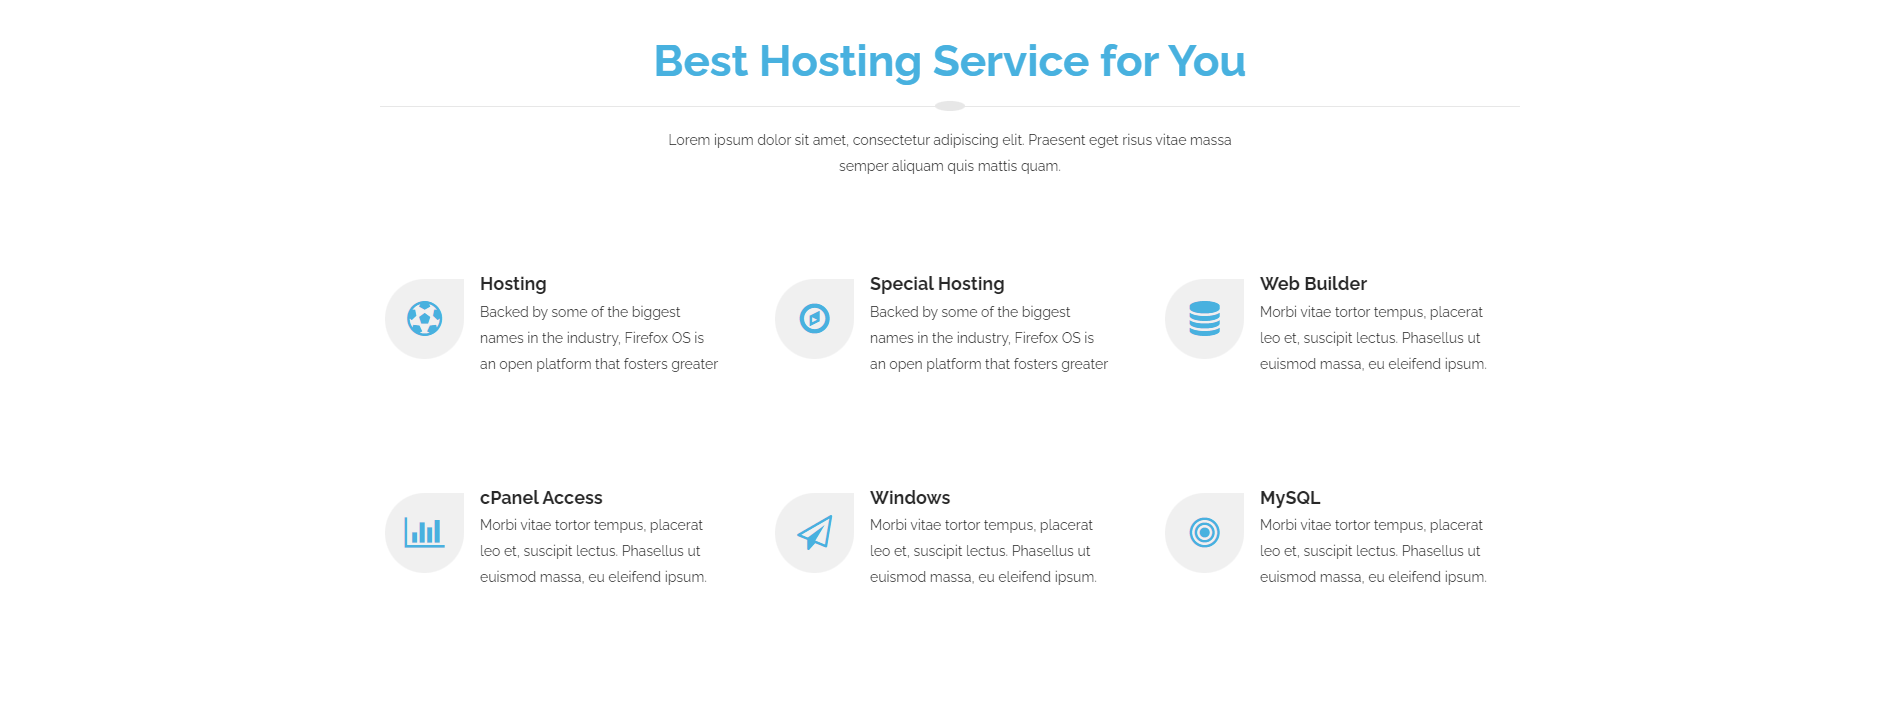 Best Hosting Service for You
Lorem ipsum dolor sit amet, consectetur adipiscing elit. Praesent eget risus vitae massa
semper aliquam quis mattis quam.
Hosting
Backed by some of the biggest
names in the industry, Firefox OS is
an open platform that fosters greater
Special Hosting
Backed by some of the biggest
names in the industry, Firefox OS is
an open platform that fosters greater
Web Builder
Morbi vitae tortor tempus, placerat
leo et, suscipit lectus. Phasellus ut
euismod massa, eu eleifend ipsum.
cPanel Access
Morbi vitae tortor tempus, placerat
leo et, suscipit lectus. Phasellus ut
euismod massa, eu eleifend ipsum.
Windows
Morbi vitae tortor tempus, placerat
leo et, suscipit lectus. Phasellus ut
euismod massa, eu eleifend ipsum.
MySQL
Morbi vitae tortor tempus, placerat
leo et, suscipit lectus. Phasellus ut
euismod massa, eu eleifend ipsum.